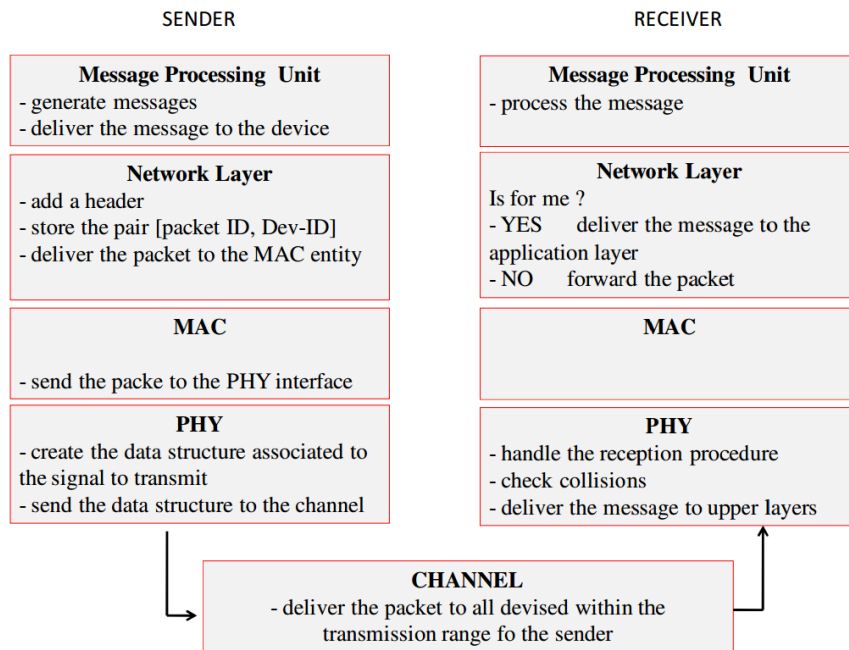 SENDER
Message Processing Unit
- generate messages
- deliver the message to the device
Network Layer
- add a header
- store the pair [packet ID, Dev-ID]
- deliver the packet to the MAC entity
MAC
- send the packe to the PHY interface
PHY
- create the data structure associated to
the signal to transmit
- send the data structure to the channel
RECEIVER
Message Processing Unit
- process the message
Network Layer
Is for me ?
- YES deliver the message to the
application layer
- NO forward the packet
MAC
PHY
- handle the reception procedure
- check collisions
- deliver the message to upper layers
CHANNEL
- deliver the packet to all devised within the
transmission range fo the sender